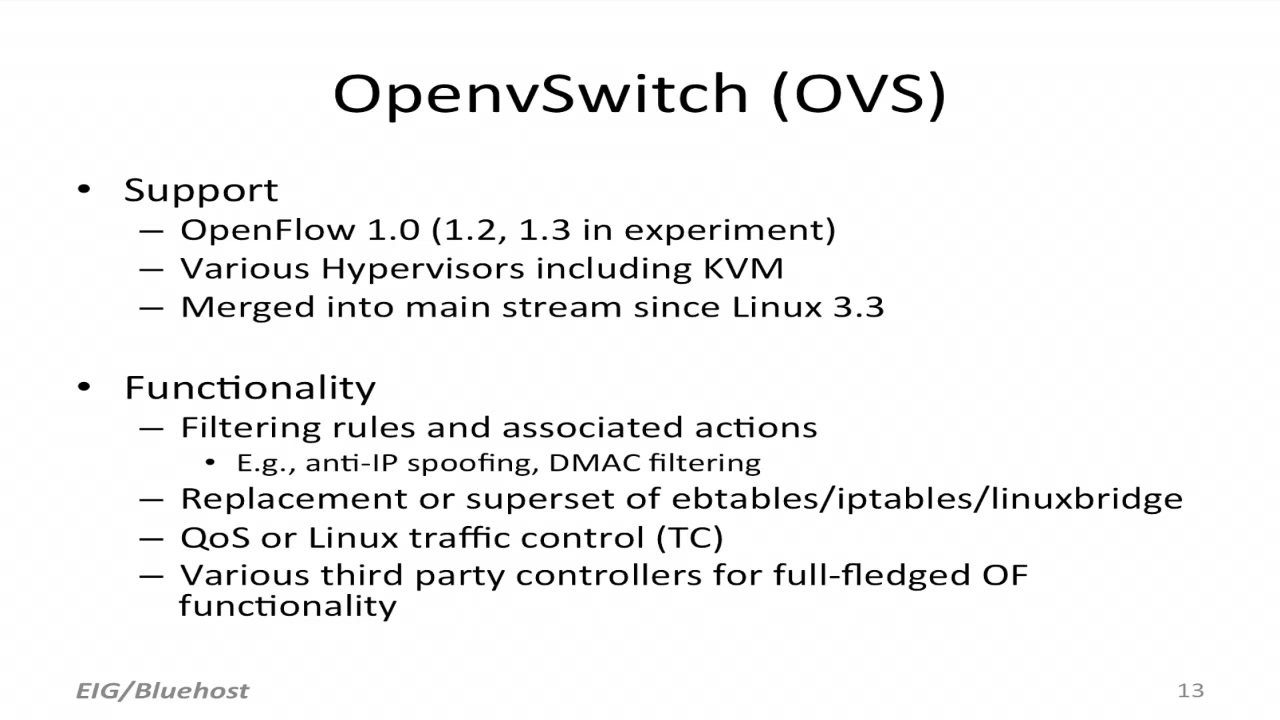 OpenvSwitch (OVS)
• Support
– OpenFlow 1.0 (1.2, 1.3 in experiment)
– Various Hypervisors including KVM
– Merged into main stream since Linux 3.3
• Functionality
– Filtering rules and associated actions
• E.g., anti-IP spoofing, DMAC filtering
– Replacement or superset of ebtables/iptables/linuxbridge
– QoS or Linux traffic control (TC)
– Various third party controllers for full-fledged OF
functionality
EIG/Bluehost
13